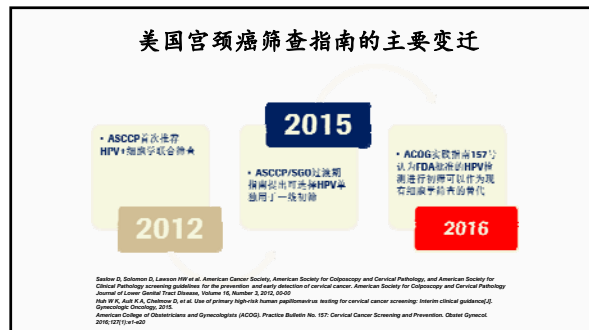 美国宫颈癌筛查指南的主要变迁
• ASCCP首次推荐
HPV+细胞学联合筛查
2012
2015
• ASCCP/SGO过渡期
指南提出可选择HPV单
独用于一线初筛
• ACOG实践指南157号
认为FDA批准的HPV检
测进行初筛可以作为现
有细胞学筛查的替代
2016
Saslow D, Solomon D, Lawson HW et al. American Cancer Society, American Society for Colposcopy and Cervical Pathology, and American Society for
Clinical Pathology screening guidelines for the prevention and early detection of cervical cancer. American Society for Colposcopy and Cervical Pathology
Journal of Lower Genital Tract Disease, Volume 16, Number 3, 2012, 00-00
Huh W K, Ault K A, Chelmow D, et al. Use of primary high-risk human papillomavirus testing for cervical cancer screening: Interim clinical guidance[J].
Gynecologic Oncology, 2015.
American College of Obstetricians and Gynecologists (ACOG). Practice Bulletin No. 157: Cervical Cancer Screening and Prevention. Obstet Gynecol.
2016;127(1):e1-e20